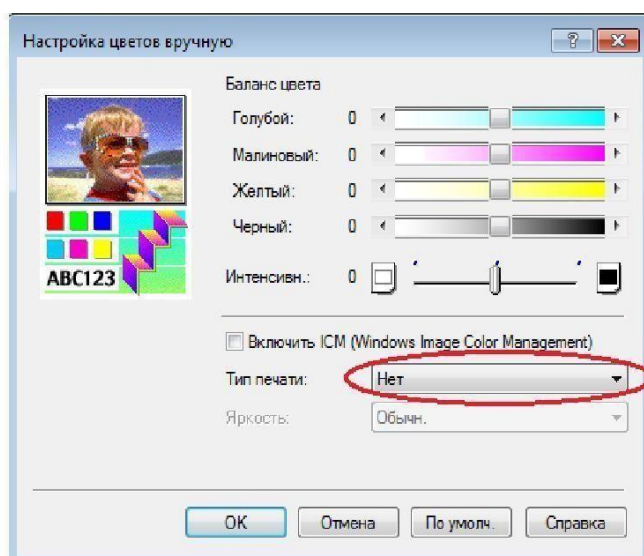 Настройка цветов вручную
Баланс цвета
Голубой: 0
Малиновый: 0
Желтый: 0
Черный: 0
Интенсивн.: 0
ABC123
Включить ICM (Windows Image Color Management)
Тип печати: Нет
Яркость: Обычн.
OK Отмена По умолч. Справка